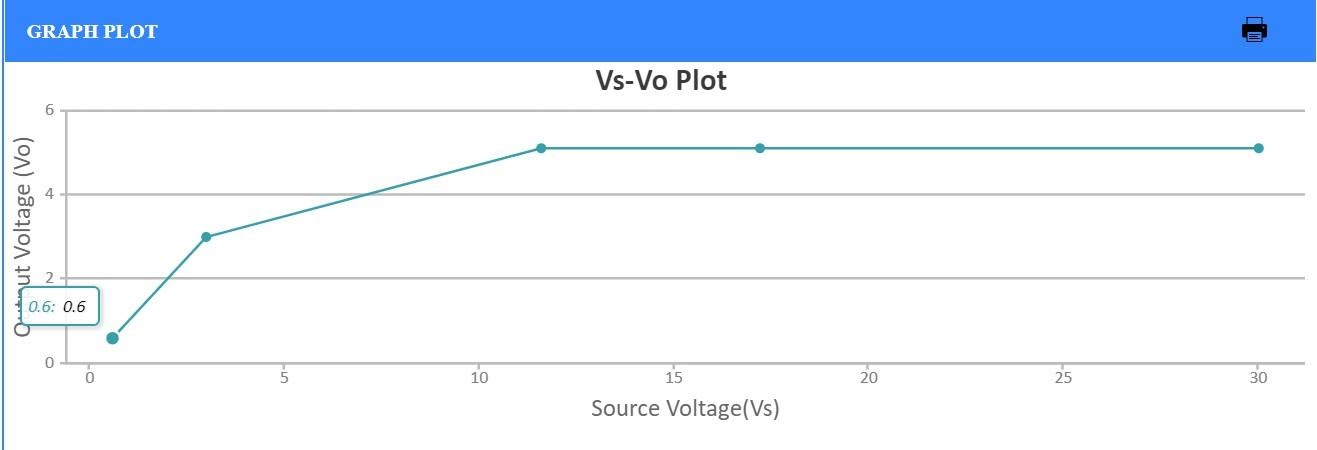 GRAPH PLOT
Vs-Vo Plot
Output Voltage (Vo)
6
4
2
0
0.6: 0.6
0 5 10 15 20 25 30
Source Voltage(Vs)